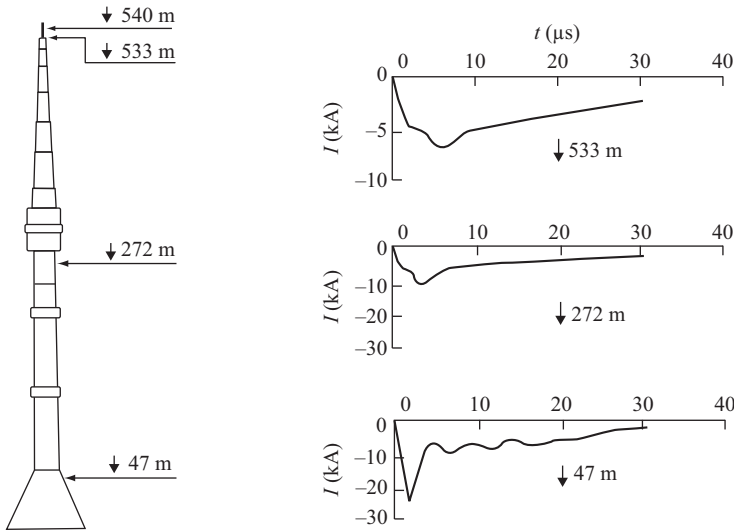 ↓ 540 m
↓ 533 m
↓ 272 m
↓ 47 m
t (μs)
0 10 20 30 40
0
–5
–10
I (kA)
↓ 533 m
0 10 20 30 40
0
–10
–20
–30
I (kA)
↓ 272 m
0 10 20 30 40
0
–10
–20
–30
I (kA)
↓ 47 m